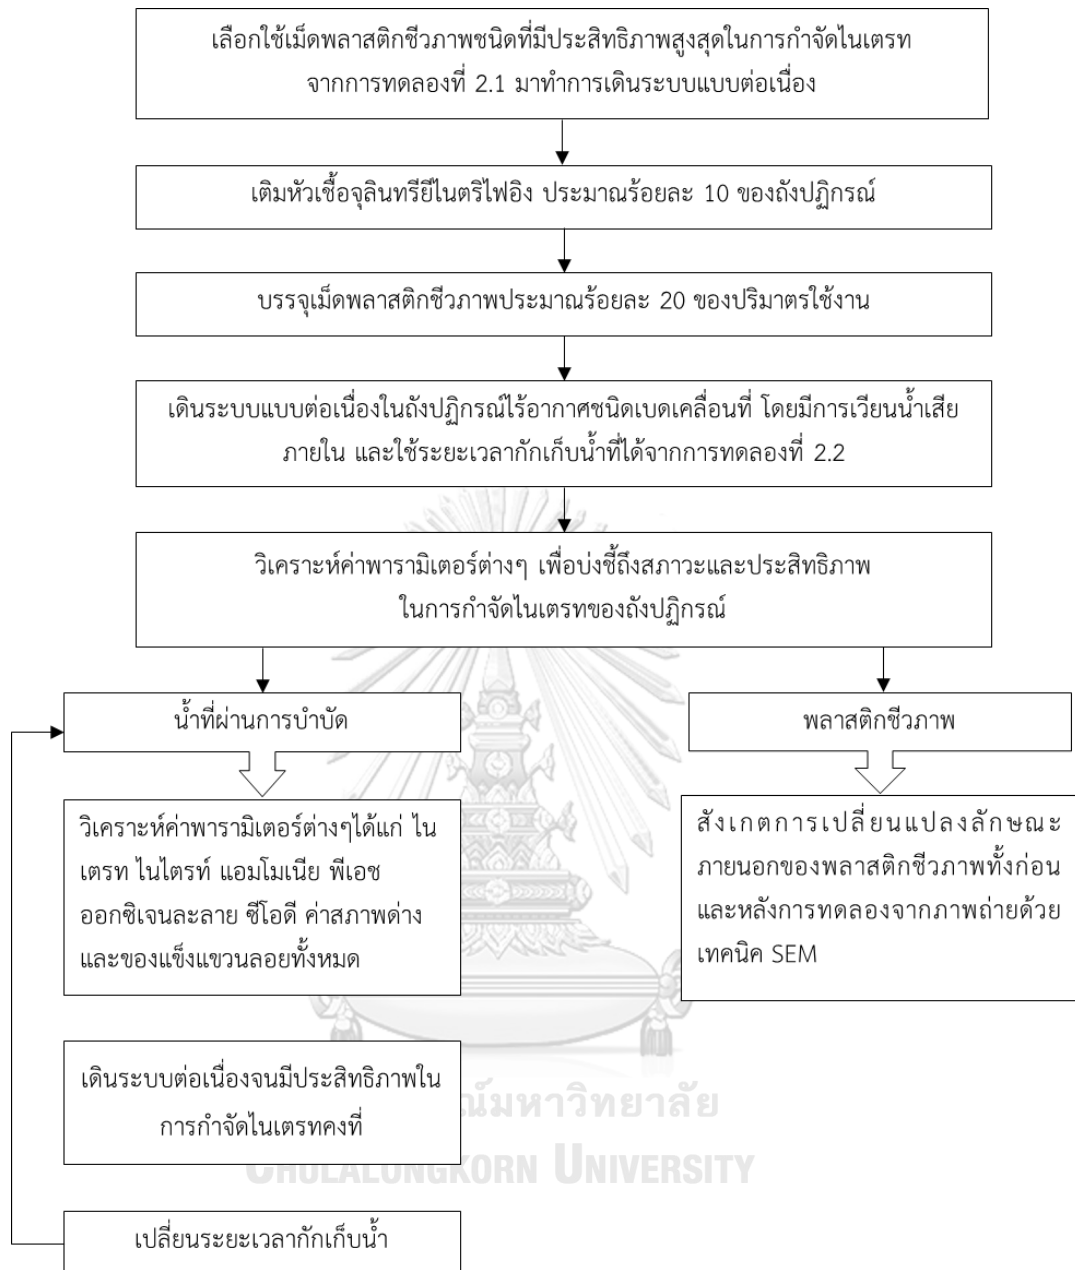 เลือกใช้เม็ดพลาสติกชีวภาพชนิดที่มีประสิทธิภาพสูงสุดในการกำจัดไนเตรท
จากการทดลองที่ 2.1 มาทำการเดินระบบแบบต่อเนื่อง
เติมหัวเชื้อจุลินทรียีไนตริไฟอิง ประมาณร้อยละ 10 ของถังปฏิกรณ์
บรรจุเม็ดพลาสติกชีวภาพประมาณร้อยละ 20 ของปริมาตรใช้งาน
เดินระบบแบบต่อเนื่องในถังปฏิกรณ์ไร้อากาศชนิดเบดเคลื่อนที่ โดยมีการเวียนน้ำเสีย
ภายใน และใช้ระยะเวลากักเก็บน้ำที่ได้จากการทดลองที่ 2.2
วิเคราะห์ค่าพารามิเตอร์ต่างๆ เพื่อบ่งชี้ถึงสภาวะและประสิทธิภาพ
ในการกำจัดไนเตรทของถังปฏิกรณ์
น้ำที่ผ่านการบำบัด
พลาสติกชีวภาพ
วิเคราะห์ค่าพารามิเตอร์ต่างๆได้แก่ ไน
เตรท ไนไตรท์ แอมโมเนีย พีเอช
ออกซิเจนละลาย ซีโอดี ค่าสภาพด่าง
และของแข็งแขวนลอยทั้งหมด
สังเกตการเปลี่ยนแปลงลักษณะ
ภายนอกของพลาสติกชีวภาพทั้งก่อน
และหลังการทดลองจากภาพถ่ายด้วย
เทคนิค SEM
เดินระบบต่อเนื่องจนมีประสิทธิภาพใน
การกำจัดไนเตรทคงที่
ณ์มหาวิทยาลัย
CHULALONGKORN UNIVERSITY
เปลี่ยนระยะเวลากักเก็บน้ำ